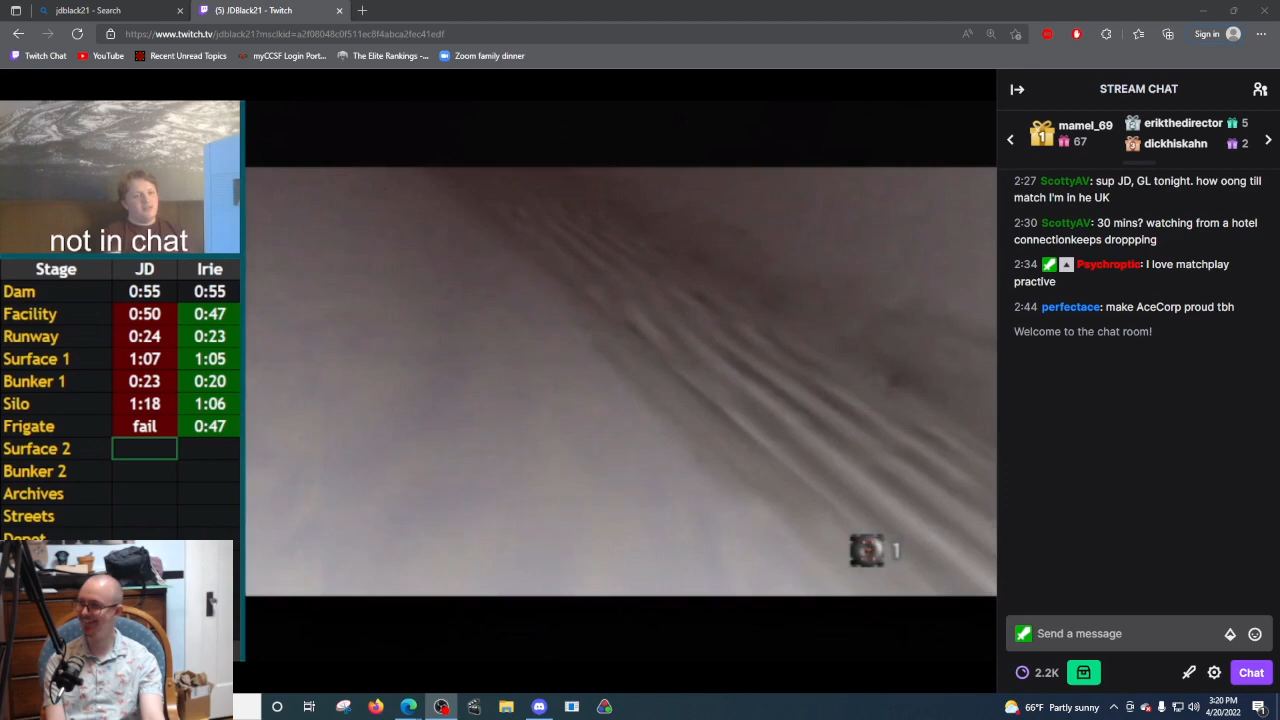 jdblack21 - Search
(5) JDBlack21 - Twitch
https://www.twitch.tv/jdblack21?msclkid=a2f08048c0f511ec8f4abca2fec41edf
Sign in
Twitch Chat
YouTube
Recent Unread Topics
myCCSF Login Port...
The Elite Rankings -...
Zoom family dinner
not in chat
Stage JD Irie
Dam 0:55 0:55
Facility 0:50 0:47
Runway 0:24 0:23
Surface 1 1:07 1:05
Bunker 1 0:23 0:20
Silo 1:18 1:06
Frigate fail 0:47
Surface 2
Bunker 2
Archives
Streets
Depot
1
STREAM CHAT
1 mamel_69 67
2 erikthedirector 5
3 dickhiskahn 2
2:27 ScottyAV: sup JD, GL tonight. how oong till
match I'm in he UK
2:30 ScottyAV: 30 mins? watching from a hotel
connectionkeeps droppping
2:34 Psychroptic: I love matchplay
practive
2:44 perfectace: make AceCorp proud tbh
Welcome to the chat room!
Send a message
2.2K
Chat
66°F Partly sunny
3:20 PM
4/20/2022
1